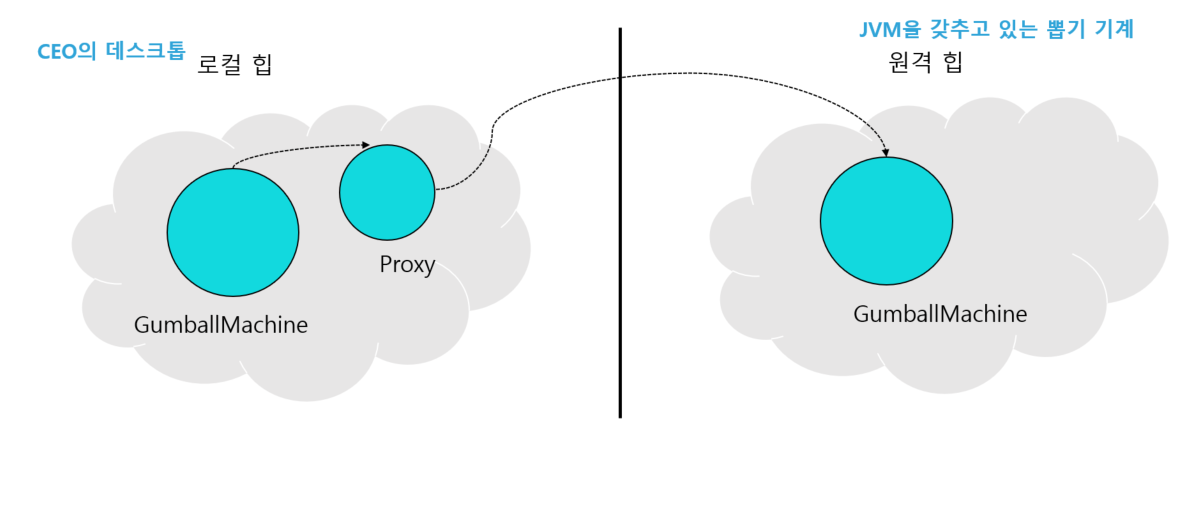 CEO의 데스크톱
로컬 힙
JVM을 갖추고 있는 뽑기 기계
원격 힙
Proxy
GumballMachine
GumballMachine